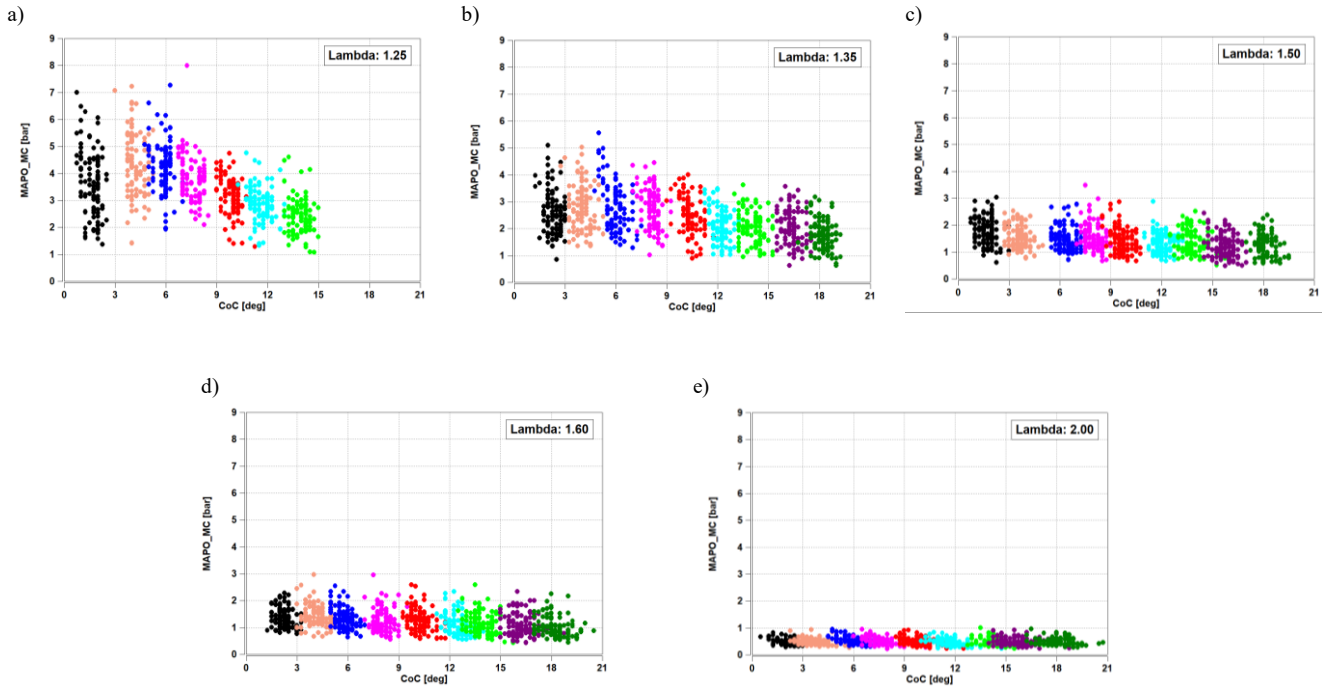 a)
b)
c)
MAPO_MC [bar]
9
8
7
6
5
4
3
2
1
0
Lambda: 1.25
0 3 6 9 12 15 18 21
CoC [deg]
MAPO_MC [bar]
9
8
7
6
5
4
3
2
1
0
Lambda: 1.35
0 3 6 9 12 15 18 21
CoC [deg]
MAPO_MC [bar]
9
8
7
6
5
4
3
2
1
0
Lambda: 1.50
0 3 6 9 12 15 18 21
CoC [deg]
d)
e)
MAPO_MC [bar]
9
8
7
6
5
4
3
2
1
0
Lambda: 1.60
0 3 6 9 12 15 18 21
CoC [deg]
MAPO_MC [bar]
9
8
7
6
5
4
3
2
1
0
Lambda: 2.00
0 3 6 9 12 15 18 21
CoC [deg]